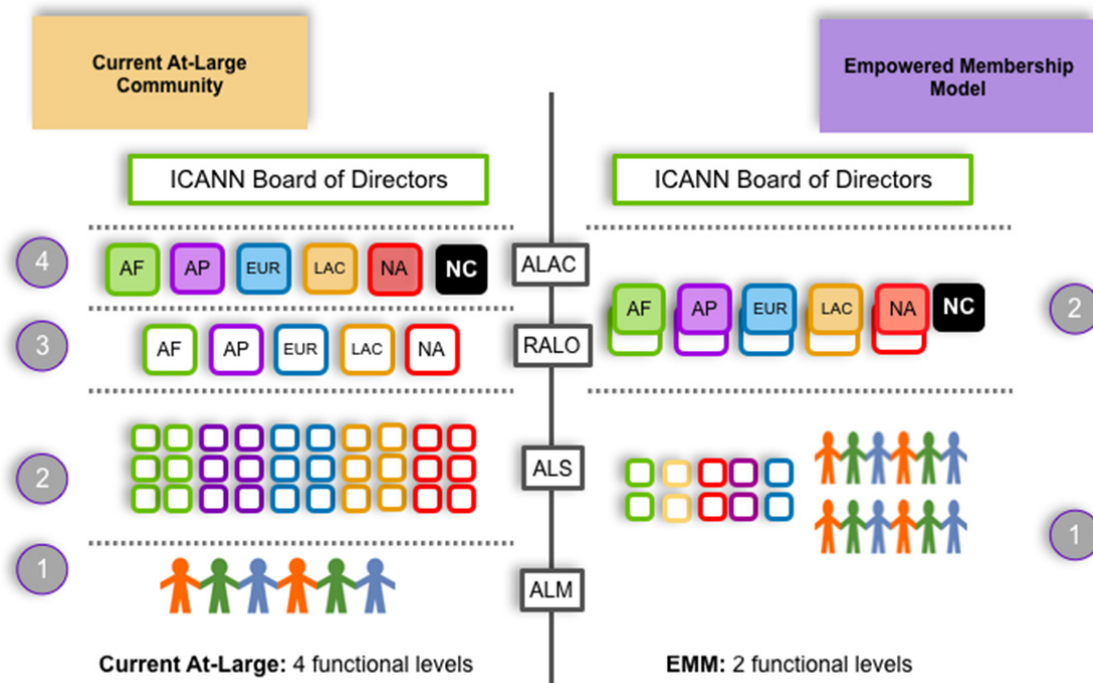 Current At-Large
Community
Empowered Membership
Model
ICANN Board of Directors
ICANN Board of Directors
4
AF AP EUR LAC NA NC
ALAC
AF AP EUR LAC NA NC
2
3
AF AP EUR LAC NA
RALO
2
ALS
1
1
ALM
Current At-Large: 4 functional levels
EMM: 2 functional levels